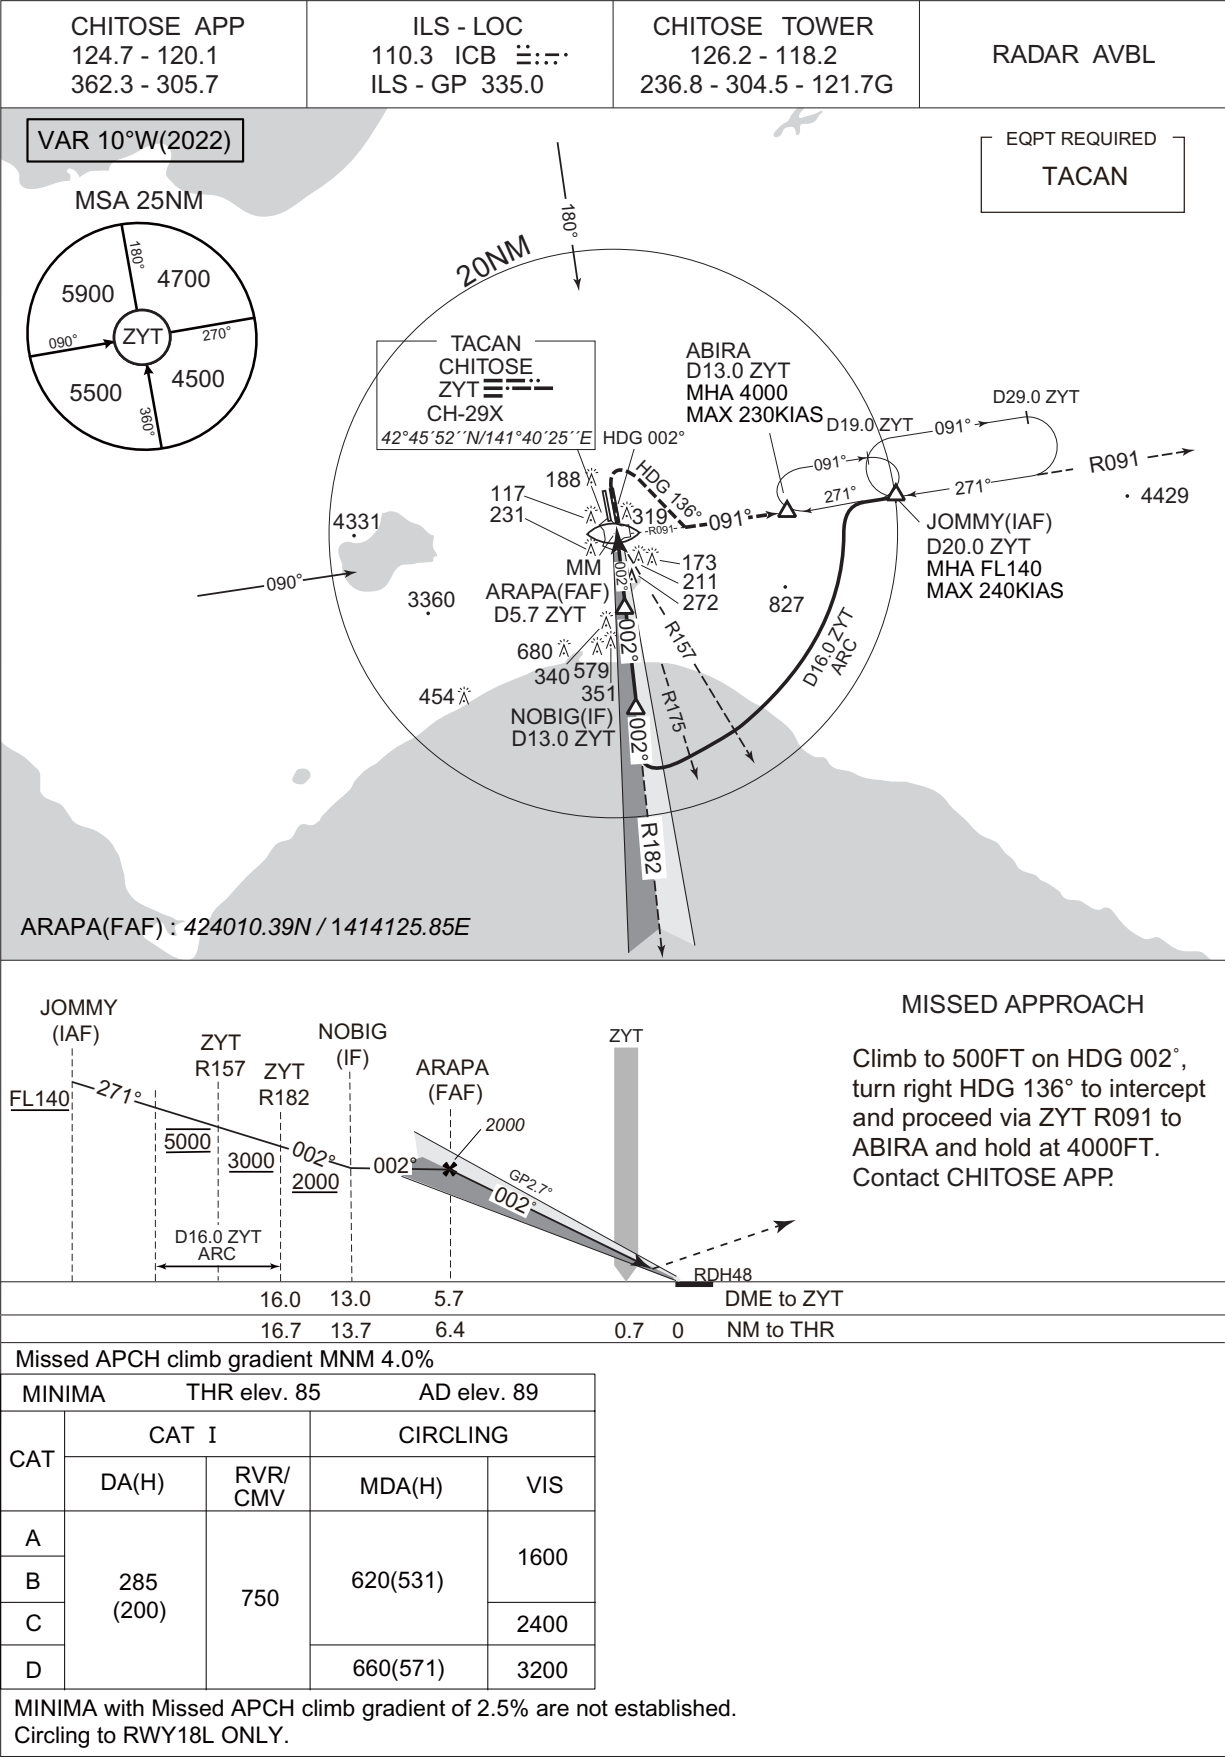 CHITOSE APP
124.7 - 120.1
362.3 - 305.7
ILS - LOC
110.3 ICB
ILS - GP 335.0
CHITOSE TOWER
126.2 - 118.2
236.8 - 304.5 - 121.7G
RADAR AVBL
VAR 10°W(2022)
EQPT REQUIRED
TACAN
MSA 25NM
180°
5900
4700
ZYT
090°
270°
5500
4500
360°
180°
20NM
TACAN
CHITOSE
ZYT
CH-29X
42°45´52´´N/141°40´25´´E
HDG 002°
HDG 136°
ABIRA
D13.0 ZYT
MHA 4000
MAX 230KIAS
D19.0 ZYT
D29.0 ZYT
091°
091°
271°
271°
R091
4429
188
117
231
319
-R091-
091°
4331
090°
3360
MM
ARAPA(FAF)
D5.7 ZYT
002°
173
211
272
827
JOMMY(IAF)
D20.0 ZYT
MHA FL140
MAX 240KIAS
R157
R175
D16.0 ZYT
ARC
002°
680
340
579
351
454
NOBIG(IF)
D13.0 ZYT
002°
R182
ARAPA(FAF) : 424010.39N / 1414125.85E
JOMMY
(IAF)
ZYT
R157
ZYT
R182
NOBIG
(IF)
ARAPA
(FAF)
ZYT
FL140
271°
5000
3000
2000
002°
002°
2000
GP2.7°
002°
D16.0 ZYT
ARC
RDH48
16.0 13.0 5.7 DME to ZYT
16.7 13.7 6.4 0.7 0 NM to THR
MISSED APPROACH
Climb to 500FT on HDG 002°,
turn right HDG 136° to intercept
and proceed via ZYT R091 to
ABIRA and hold at 4000FT.
Contact CHITOSE APP.
Missed APCH climb gradient MNM 4.0%
MINIMA THR elev. 85 AD elev. 89
CAT
CAT I
CIRCLING
DA(H)
RVR/
CMV
MDA(H)
VIS
A
B
C
D
285
(200)
750
620(531)
660(571)
1600
2400
3200
MINIMA with Missed APCH climb gradient of 2.5% are not established.
Circling to RWY18L ONLY.